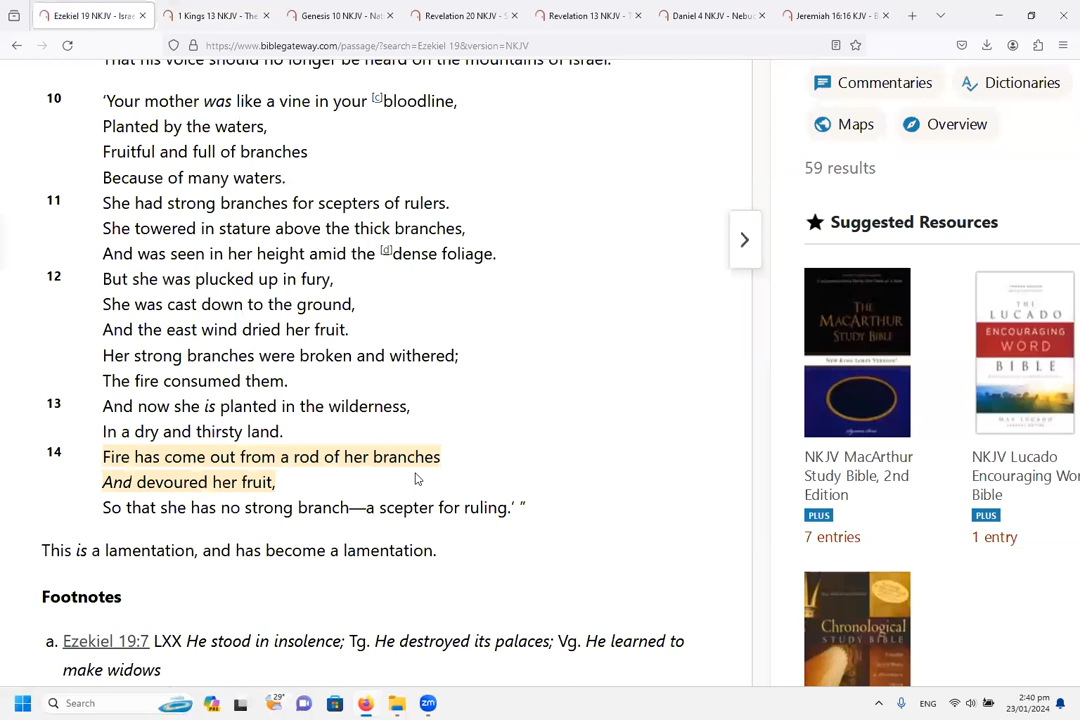 Ezekiel 19 NKJV - Israe
1 Kings 13 NKJV - The
Genesis 10 NKJV - Nat
Revelation 20 NKJV - S
Revelation 13 NKJV - T
Daniel 4 NKJV - Nebuc
Jeremiah 16:16 KJV - B
https://www.biblegateway.com/passage/?search=Ezekiel 19&version=NKJV
That his voice should no longer be heard on the mountains of Israel.
10 ‘Your mother was like a vine in your [c]bloodline,
Planted by the waters,
Fruitful and full of branches
Because of many waters.
11 She had strong branches for scepters of rulers.
She towered in stature above the thick branches,
And was seen in her height amid the [d]dense foliage.
12 But she was plucked up in fury,
She was cast down to the ground,
And the east wind dried her fruit.
Her strong branches were broken and withered;
The fire consumed them.
13 And now she is planted in the wilderness,
In a dry and thirsty land.
14 Fire has come out from a rod of her branches
And devoured her fruit,
So that she has no strong branch—a scepter for ruling.’ ”
This is a lamentation, and has become a lamentation.
Footnotes
a. Ezekiel 19:7 LXX He stood in insolence; Tg. He destroyed its palaces; Vg. He learned to
make widows
Commentaries
Dictionaries
Maps
Overview
59 results
Suggested Resources
THE
MACARTHUR
STUDY BIBLE
THE
LUCADO
ENCOURAGING
WORD
BIBLE
NKJV MacArthur
Study Bible, 2nd
Edition
PLUS
7 entries
NKJV Lucado
Encouraging Wor
Bible
PLUS
1 entry
THE
Chronological
STUDY BIBLE
Search
29°
ENG
2:40 pm
23/01/2024